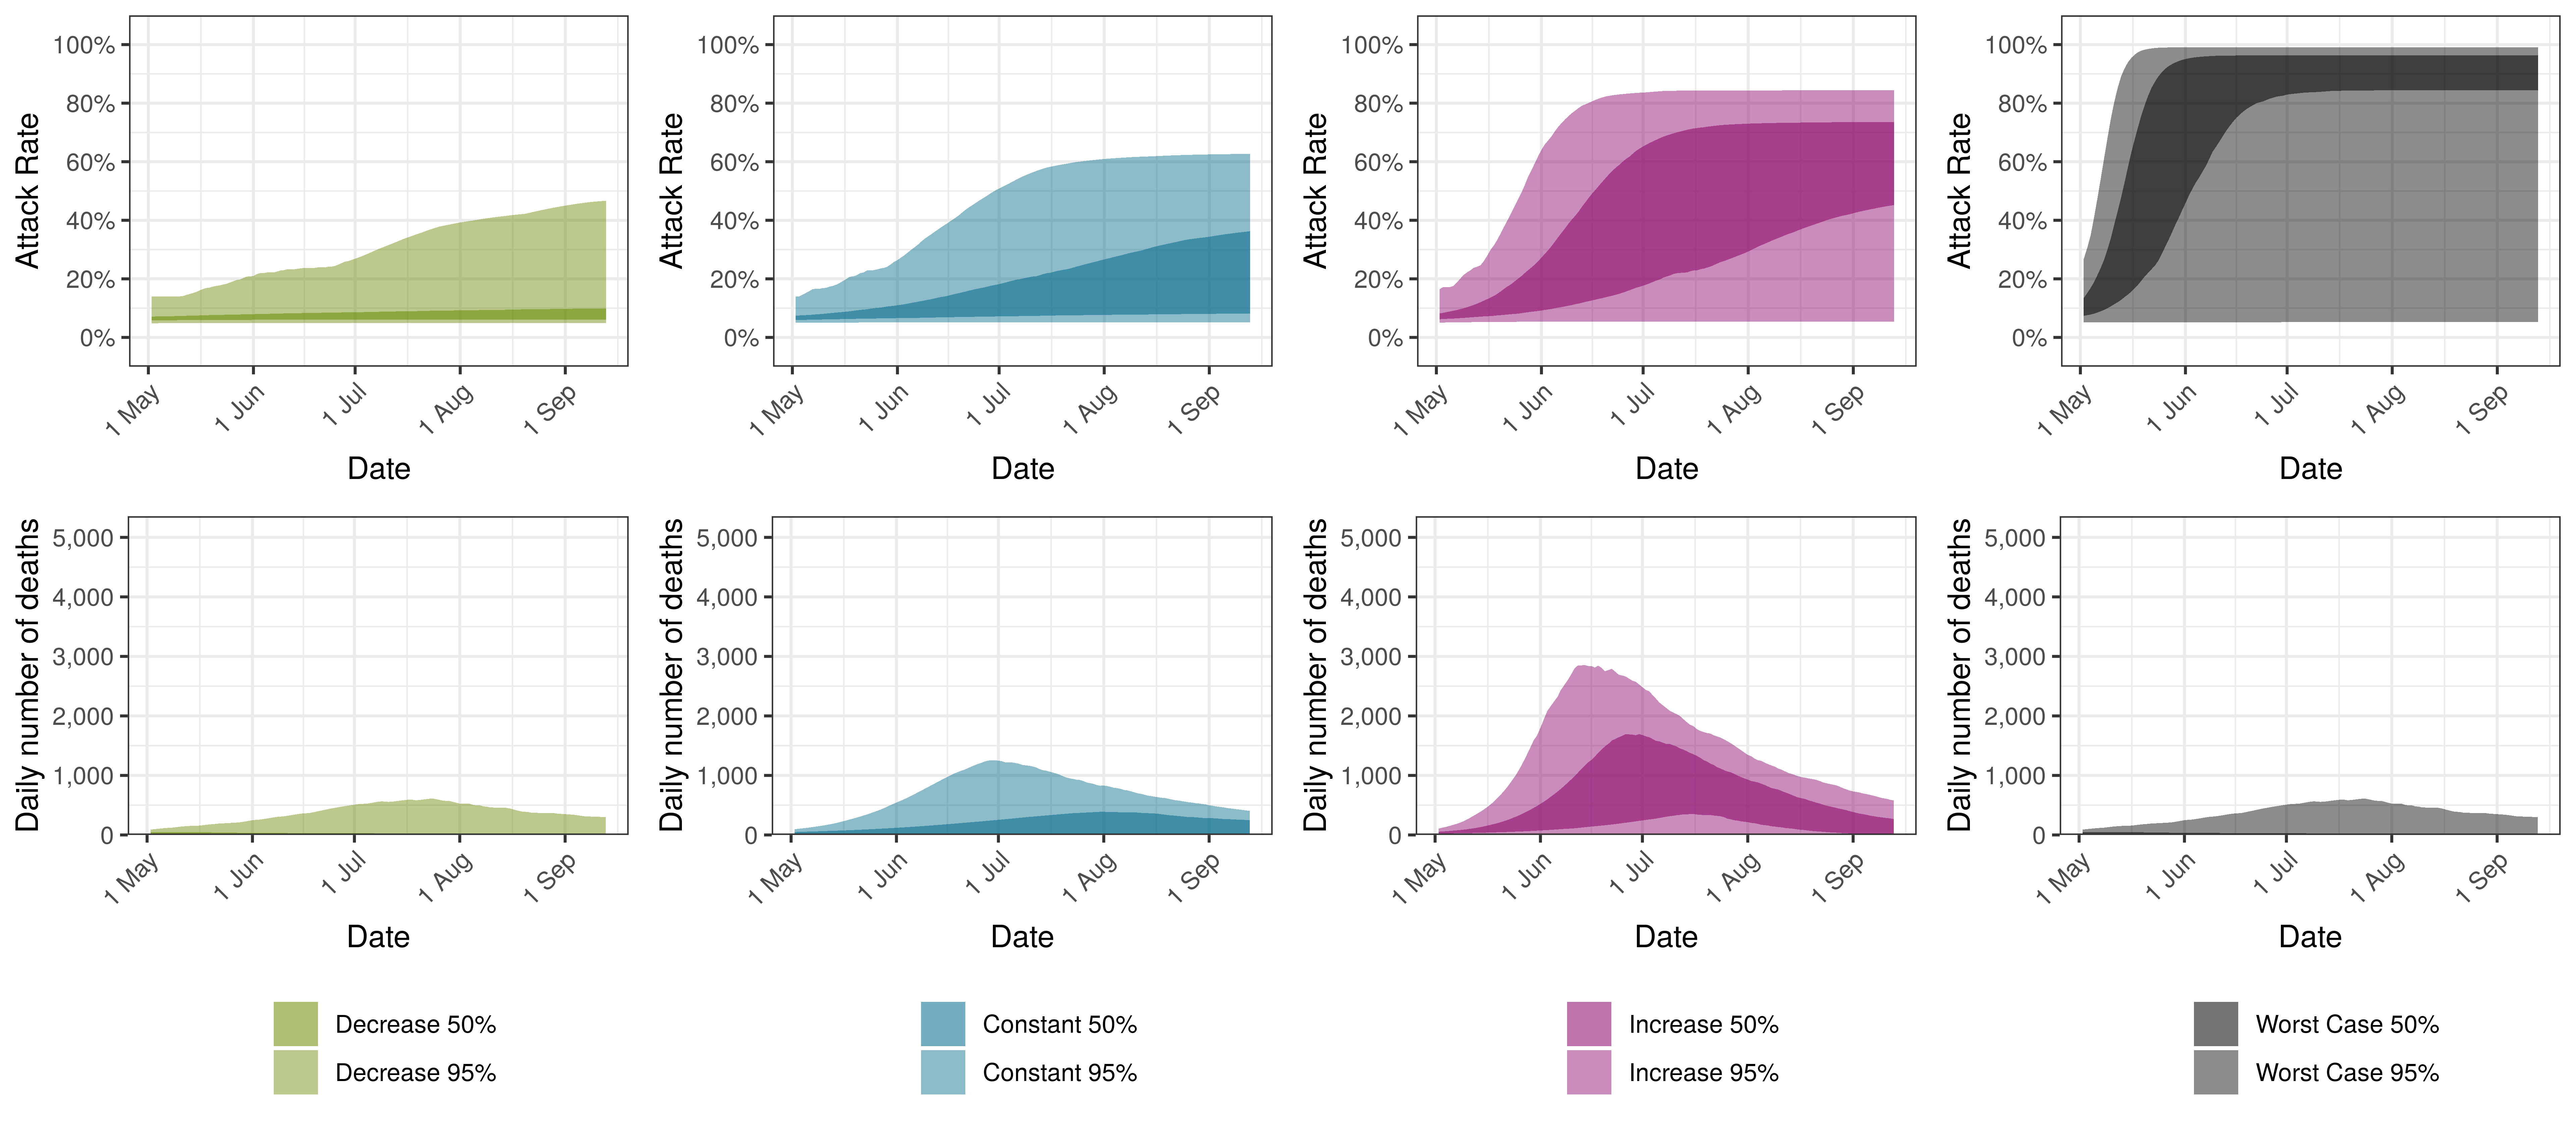 Attack Rate
100%
80%
60%
40%
20%
0%
1 May
1 Jun
1 Jul
1 Aug
1 Sep
Date
Attack Rate
100%
80%
60%
40%
20%
0%
1 May
1 Jun
1 Jul
1 Aug
1 Sep
Date
Attack Rate
100%
80%
60%
40%
20%
0%
1 May
1 Jun
1 Jul
1 Aug
1 Sep
Date
Attack Rate
100%
80%
60%
40%
20%
0%
1 May
1 Jun
1 Jul
1 Aug
1 Sep
Date
Daily number of deaths
5,000
4,000
3,000
2,000
1,000
0
1 May
1 Jun
1 Jul
1 Aug
1 Sep
Date
Daily number of deaths
5,000
4,000
3,000
2,000
1,000
0
1 May
1 Jun
1 Jul
1 Aug
1 Sep
Date
Daily number of deaths
5,000
4,000
3,000
2,000
1,000
0
1 May
1 Jun
1 Jul
1 Aug
1 Sep
Date
Daily number of deaths
5,000
4,000
3,000
2,000
1,000
0
1 May
1 Jun
1 Jul
1 Aug
1 Sep
Date
Decrease 50%
Decrease 95%
Constant 50%
Constant 95%
Increase 50%
Increase 95%
Worst Case 50%
Worst Case 95%